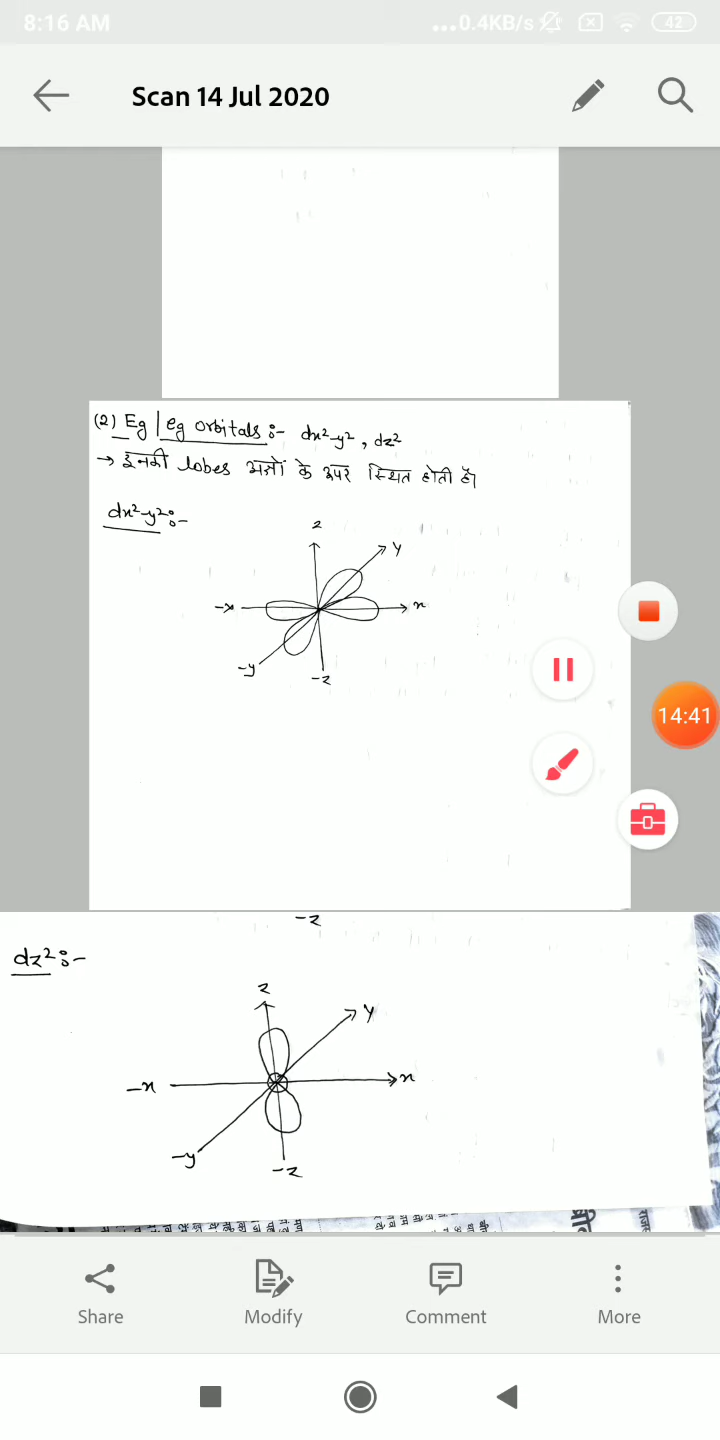 8:16 AM
...0.4KB/s
42
Scan 14 Jul 2020
(2) Eg | eg orbitals :- dx²-y², dz²
→ इनकी lobes अक्षों के ऊपर स्थित होती हैं।
dx²-y² :-
z
y
-x
x
-y
-z
14:41
-z
dz² :-
z
y
-x
x
-y
-z
Share
Modify
Comment
More